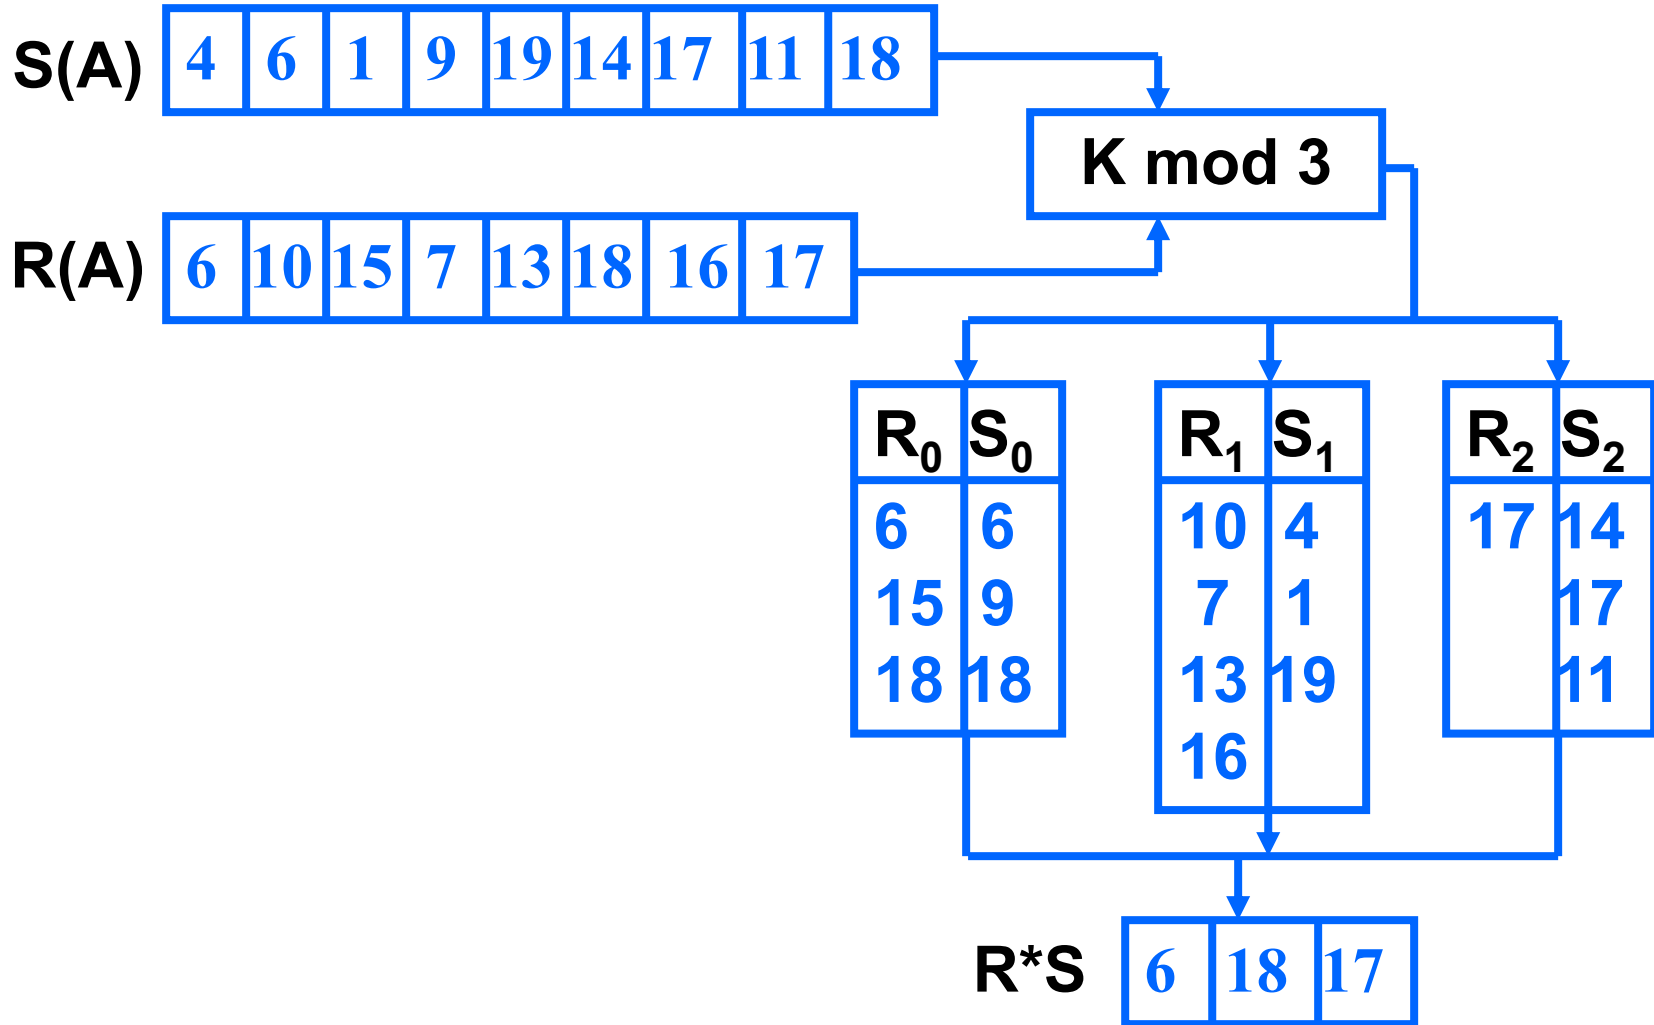 S(A) 4 6 1 9 19 14 17 11 18
K mod 3
R(A) 6 10 15 7 13 18 16 17
R0 S0 R1 S1 R2 S2
6 6 10 4 17 14
15 9 7 1 17
18 18 13 19 11
16
R*S 6 18 17